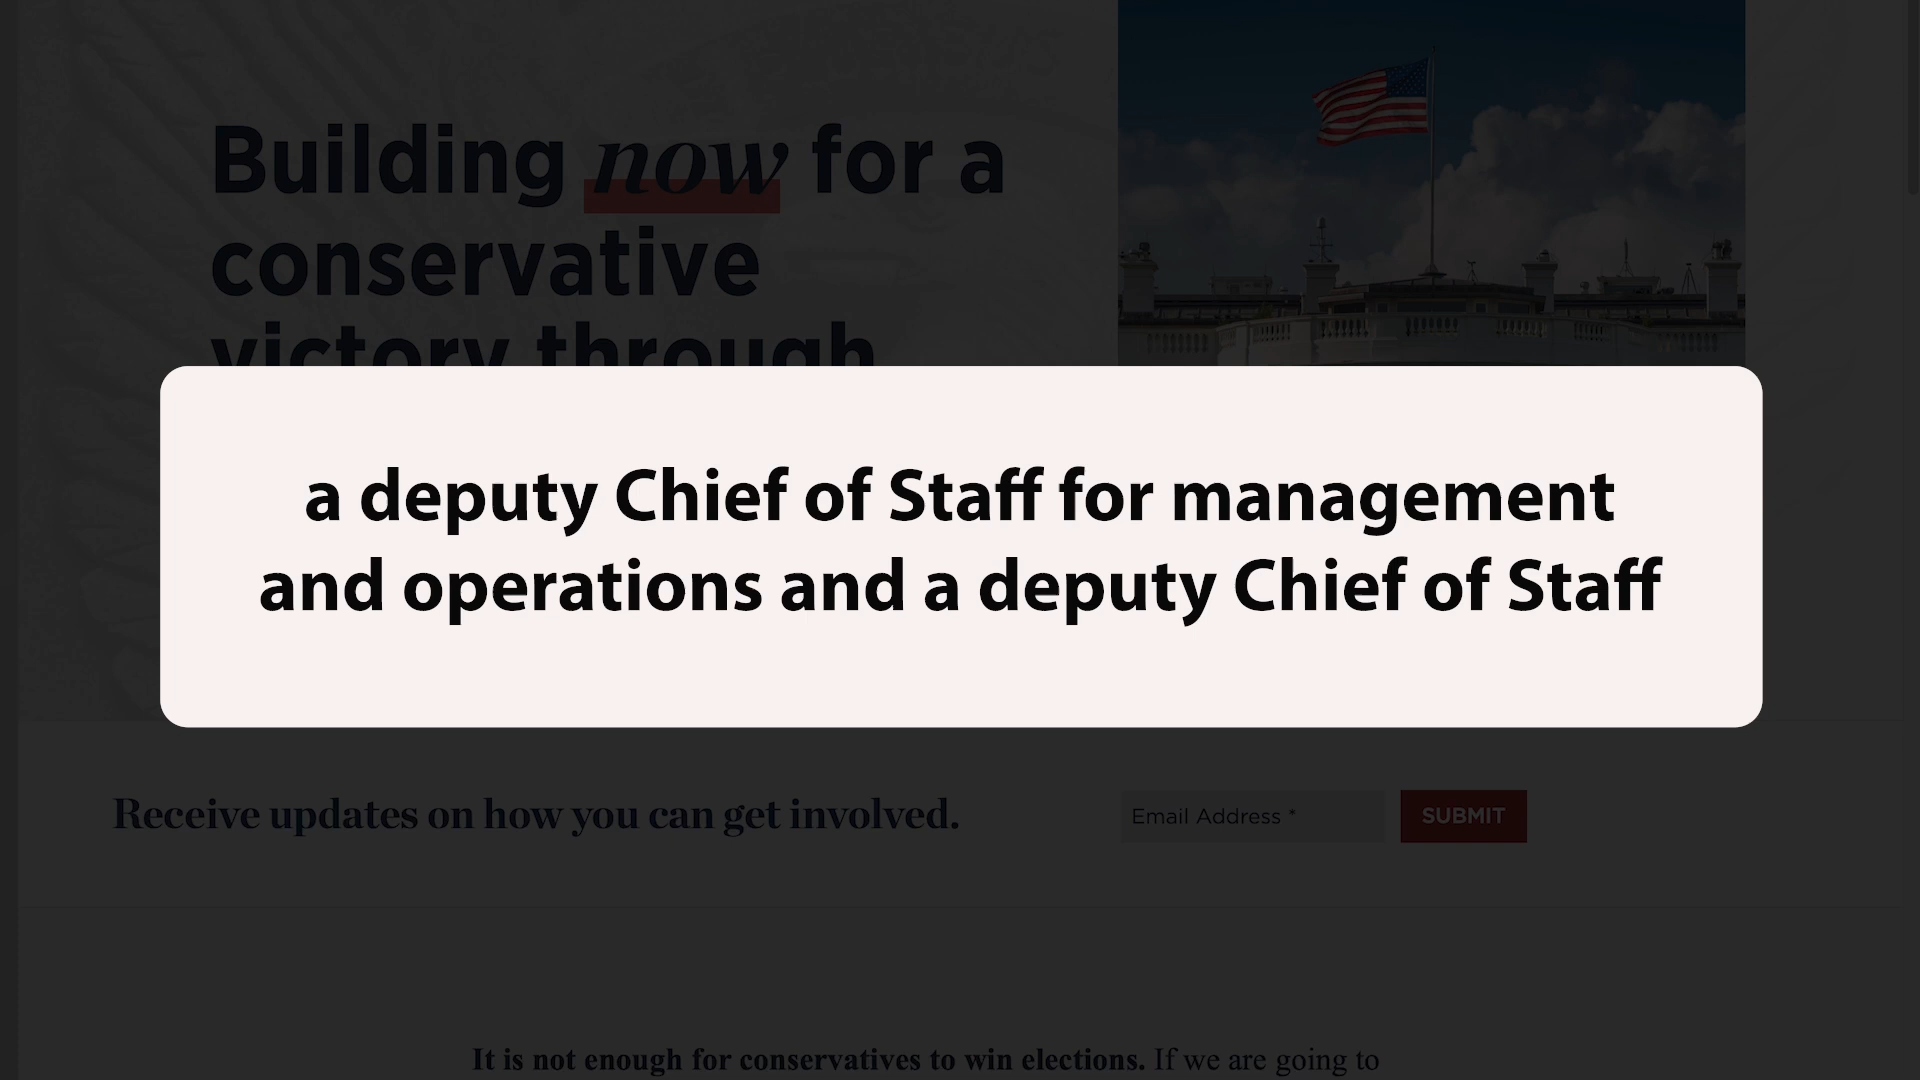 Building now for a
conservative
victory through
a deputy Chief of Staff for management
and operations and a deputy Chief of Staff
Receive updates on how you can get involved.
Email Address *
SUBMIT
It is not enough for conservatives to win elections. If we are going to